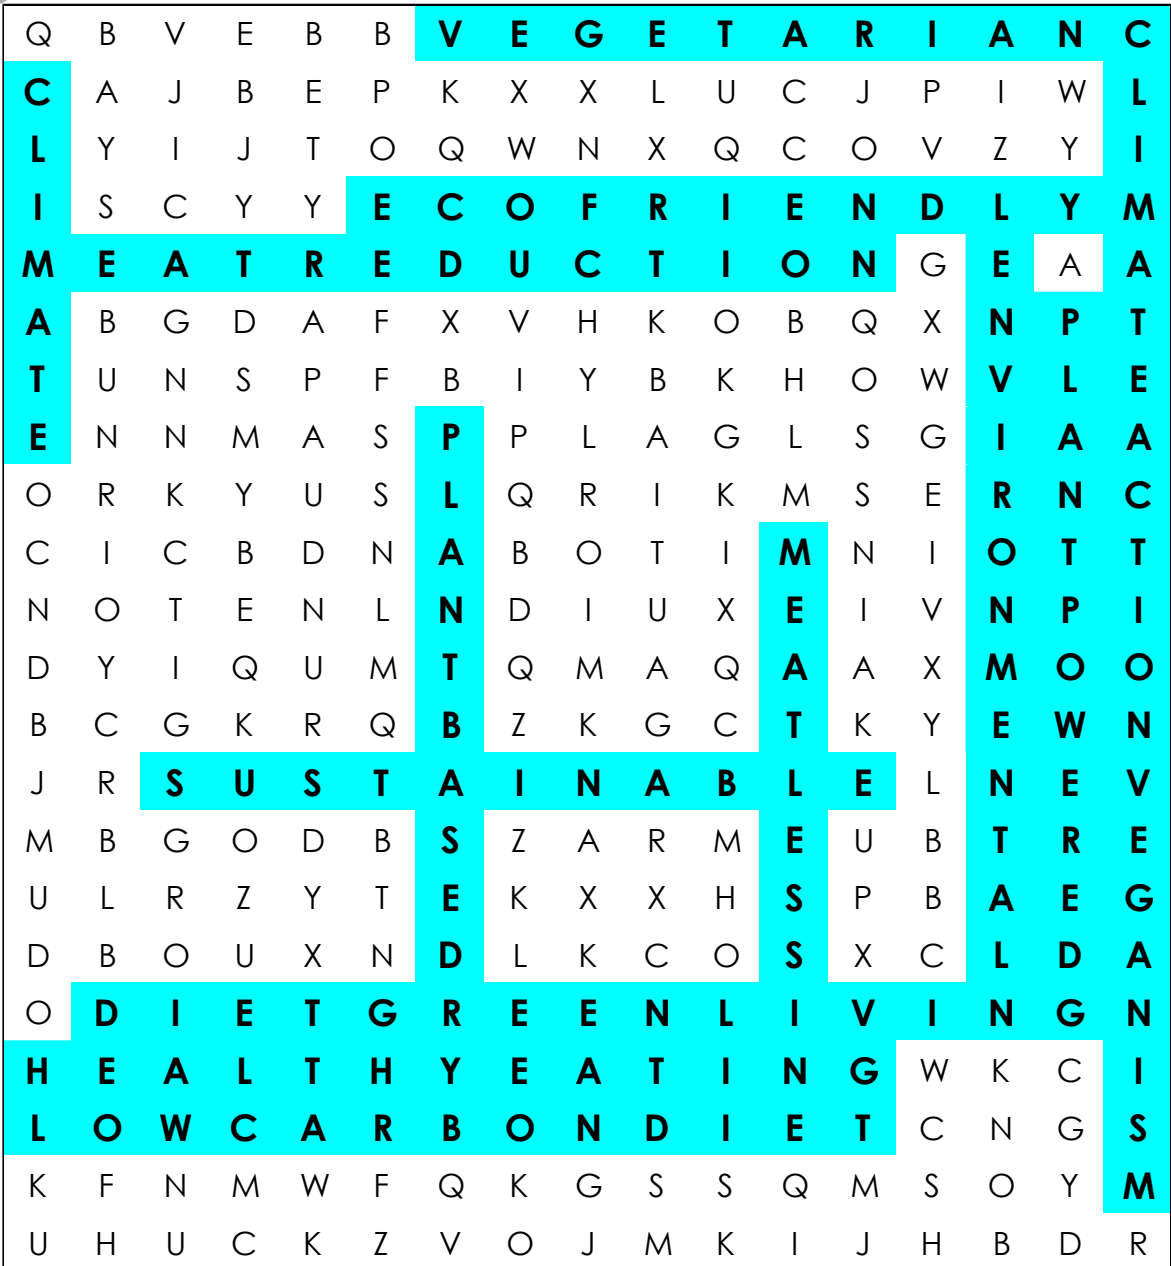 Q B V E B B V E G E T A R I A N C
C A J B E P K X X L U C J P I W L
L Y I J T O Q W N X Q C O V Z Y I
I S C Y Y E C O F R I E N D L Y M
M E A T R E D U C T I O N G E A A
A B G D A F X V H K O B Q X N P T
T U N S P F B I Y B K H O W V L E
E N N M A S P P L A G L S G I A A
O R K Y U S L Q R I K M S E R N C
C I C B D N A B O T I M N I O T T
N O T E N L N D I U X E I V N P I
D Y I Q U M T Q M A Q A A X M O O
B C G K R Q B Z K G C T K Y E W N
J R S U S T A I N A B L E L N E V
M B G O D B S Z A R M E U B T R E
U L R Z Y T E K X X H S P B A E G
D B O U X N D L K C O S X C L D A
O D I E T G R E E N L I V I N G N
H E A L T H Y E A T I N G W K C I
L O W C A R B O N D I E T C N G S
K F N M W F Q K G S S Q M S O Y M
U H U C K Z V O J M K I J H B D R